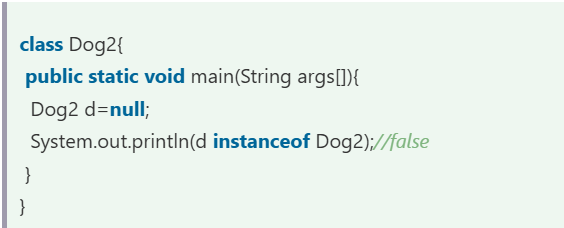 class Dog2{
public static void main(String args[]){
Dog2 d=null;
System.out.println(d instanceof Dog2);//false
}
}